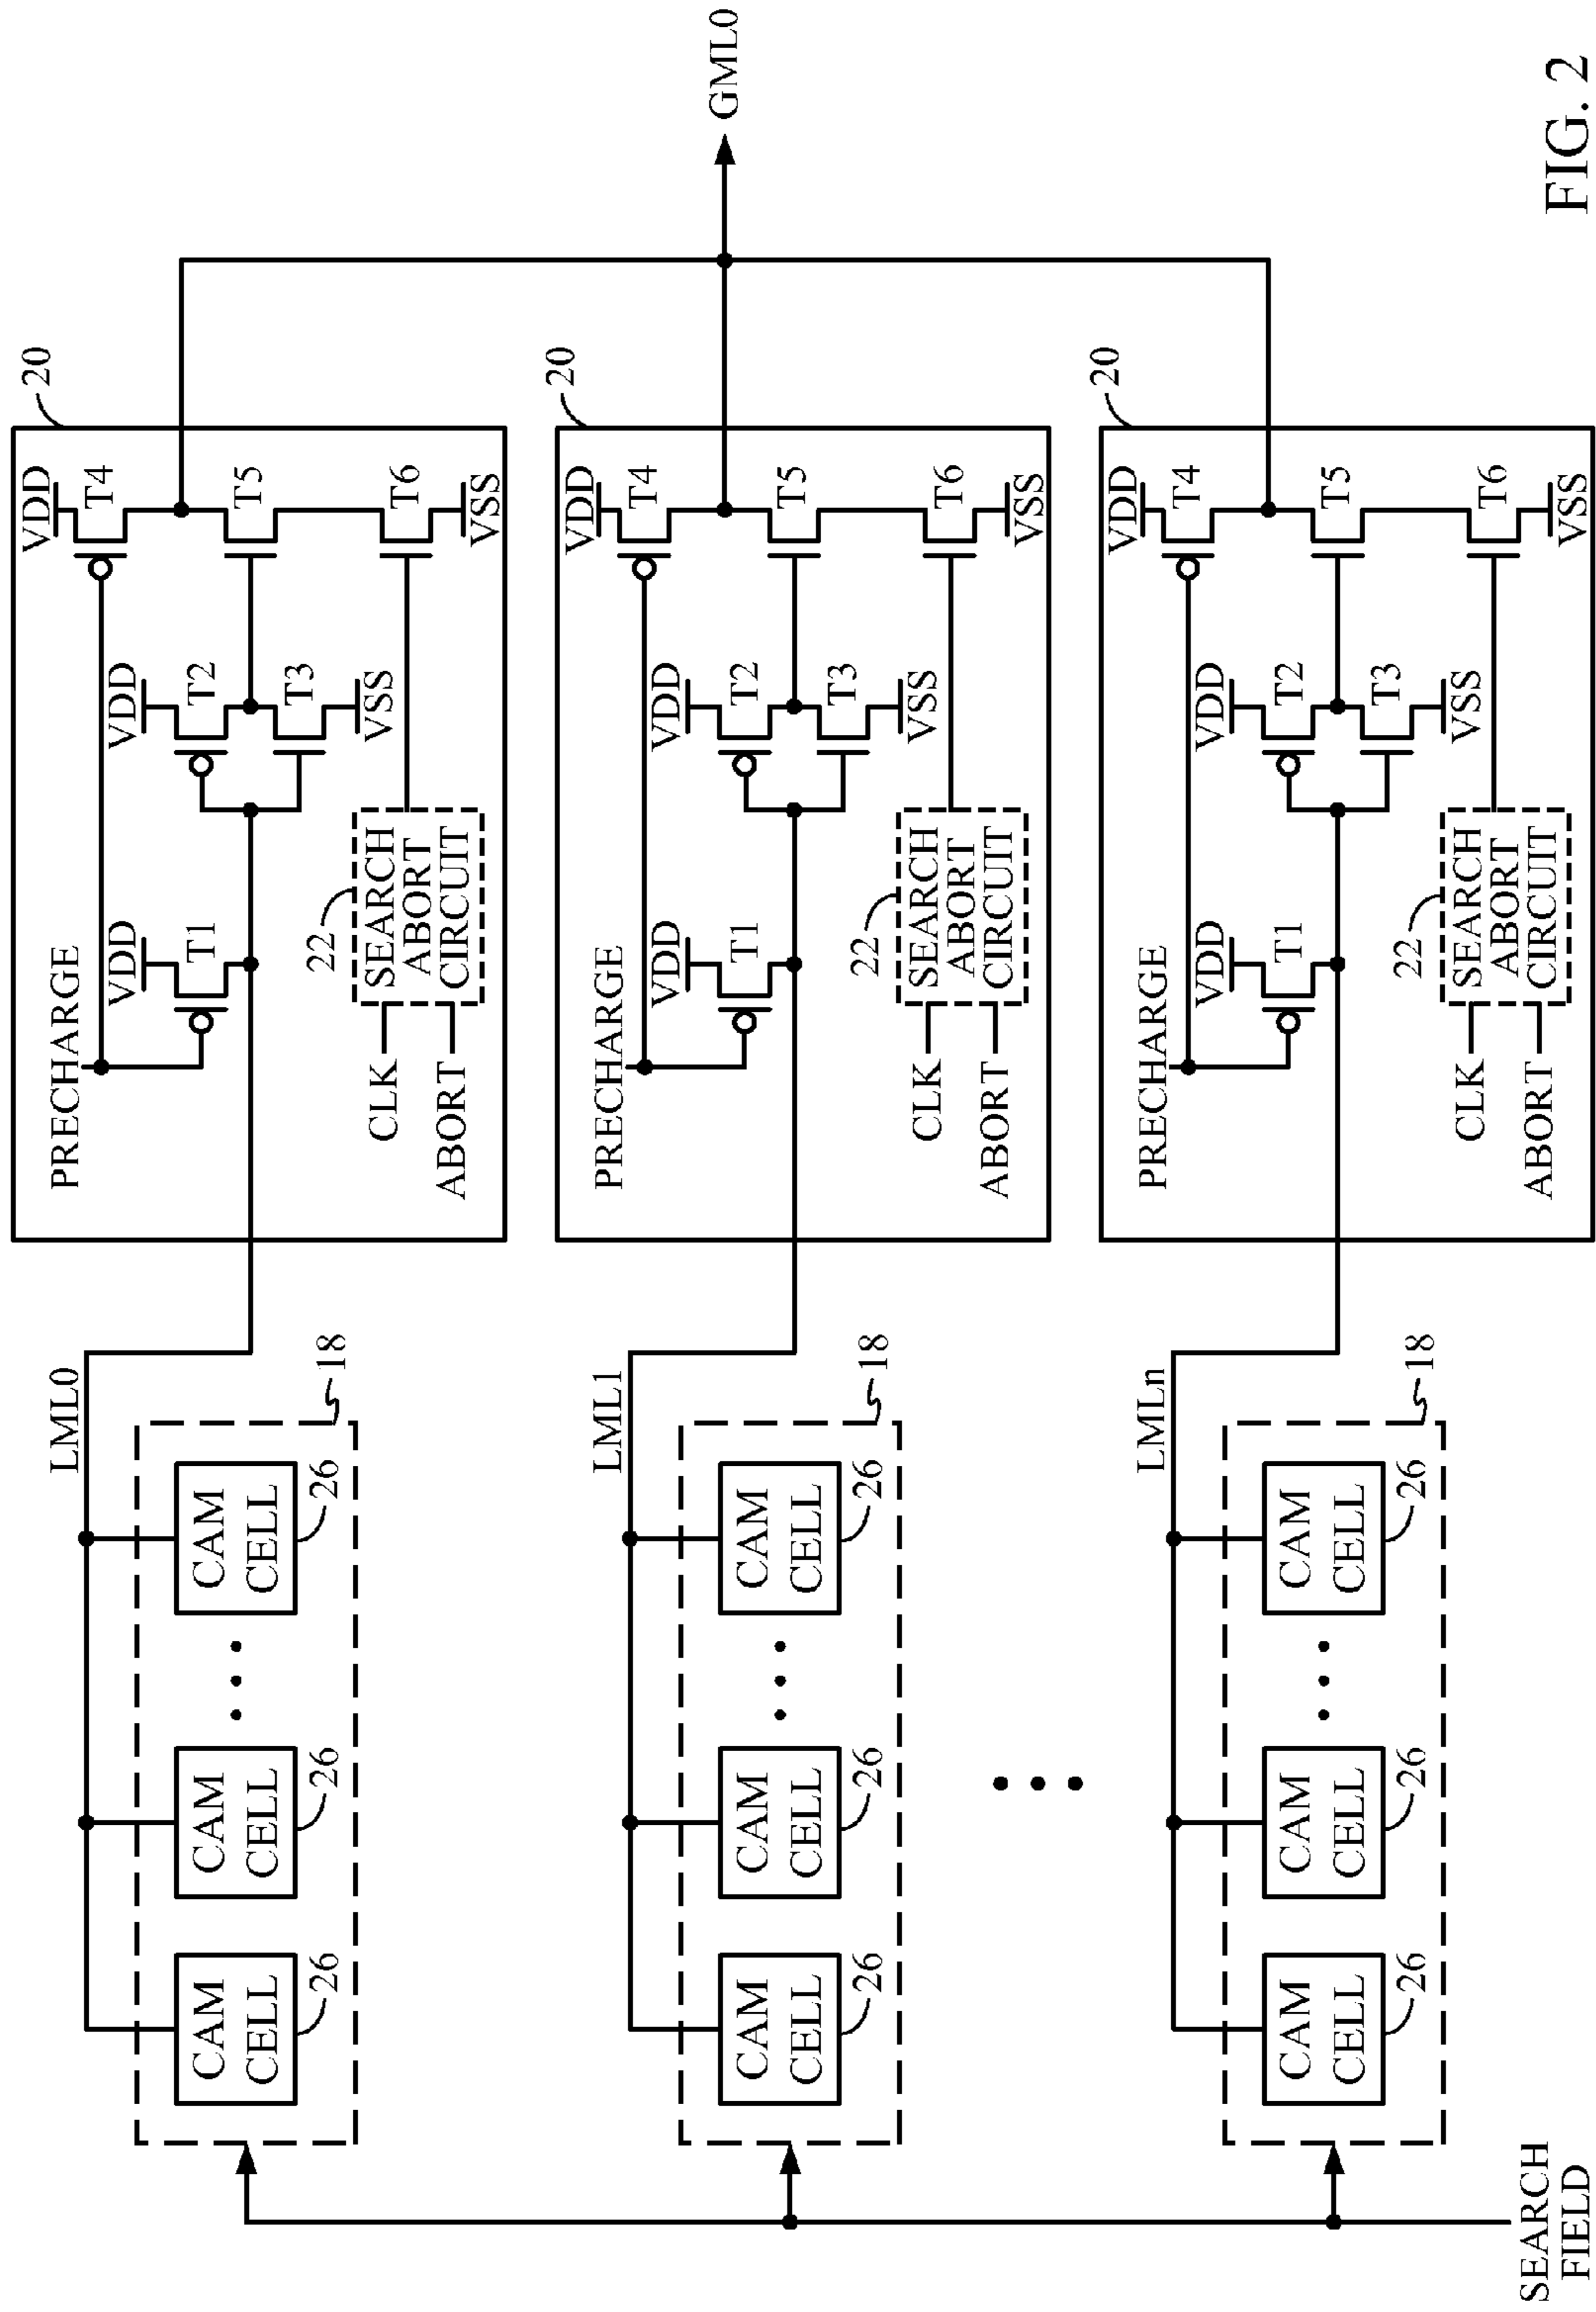 LML0
CAM
CELL
26
CAM
CELL
26
CAM
CELL
26
18
PRECHARGE
VDD
T1
VDD
T2
T3
VSS
VDD
T4
T5
T6
VSS
22
SEARCH
ABORT
CIRCUIT
CLK
ABORT
20
LML1
CAM
CELL
26
CAM
CELL
26
CAM
CELL
26
18
PRECHARGE
VDD
T1
VDD
T2
T3
VSS
VDD
T4
T5
T6
VSS
22
SEARCH
ABORT
CIRCUIT
CLK
ABORT
20
GML0
LMLn
CAM
CELL
26
CAM
CELL
26
CAM
CELL
26
18
PRECHARGE
VDD
T1
VDD
T2
T3
VSS
VDD
T4
T5
T6
VSS
22
SEARCH
ABORT
CIRCUIT
CLK
ABORT
20
SEARCH
FIELD
FIG. 2